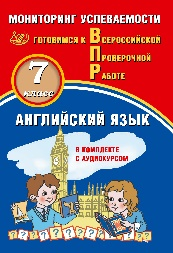 МОНИТОРИНГ УСПЕВАЕМОСТИ
ГОТОВИМСЯ К ВСЕРОССИЙСКОЙ
ПРОВЕРОЧНОЙ
РАБОТЕ
7
класс
АНГЛИЙСКИЙ ЯЗЫК
В КОМПЛЕКТЕ
С АУДИОКУРСОМ